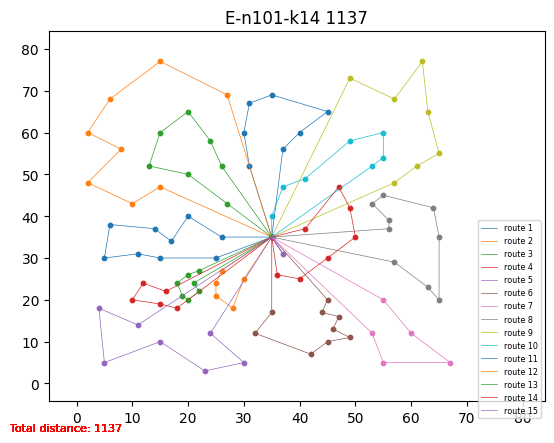 E-n101-k14 1137
80
70
60
50
40
30
20
10
0
0
10
20
30
40
50
60
70
80
route 1
route 2
route 3
route 4
route 5
route 6
route 7
route 8
route 9
route 10
route 11
route 12
route 13
route 14
route 15
Total distance: 1137